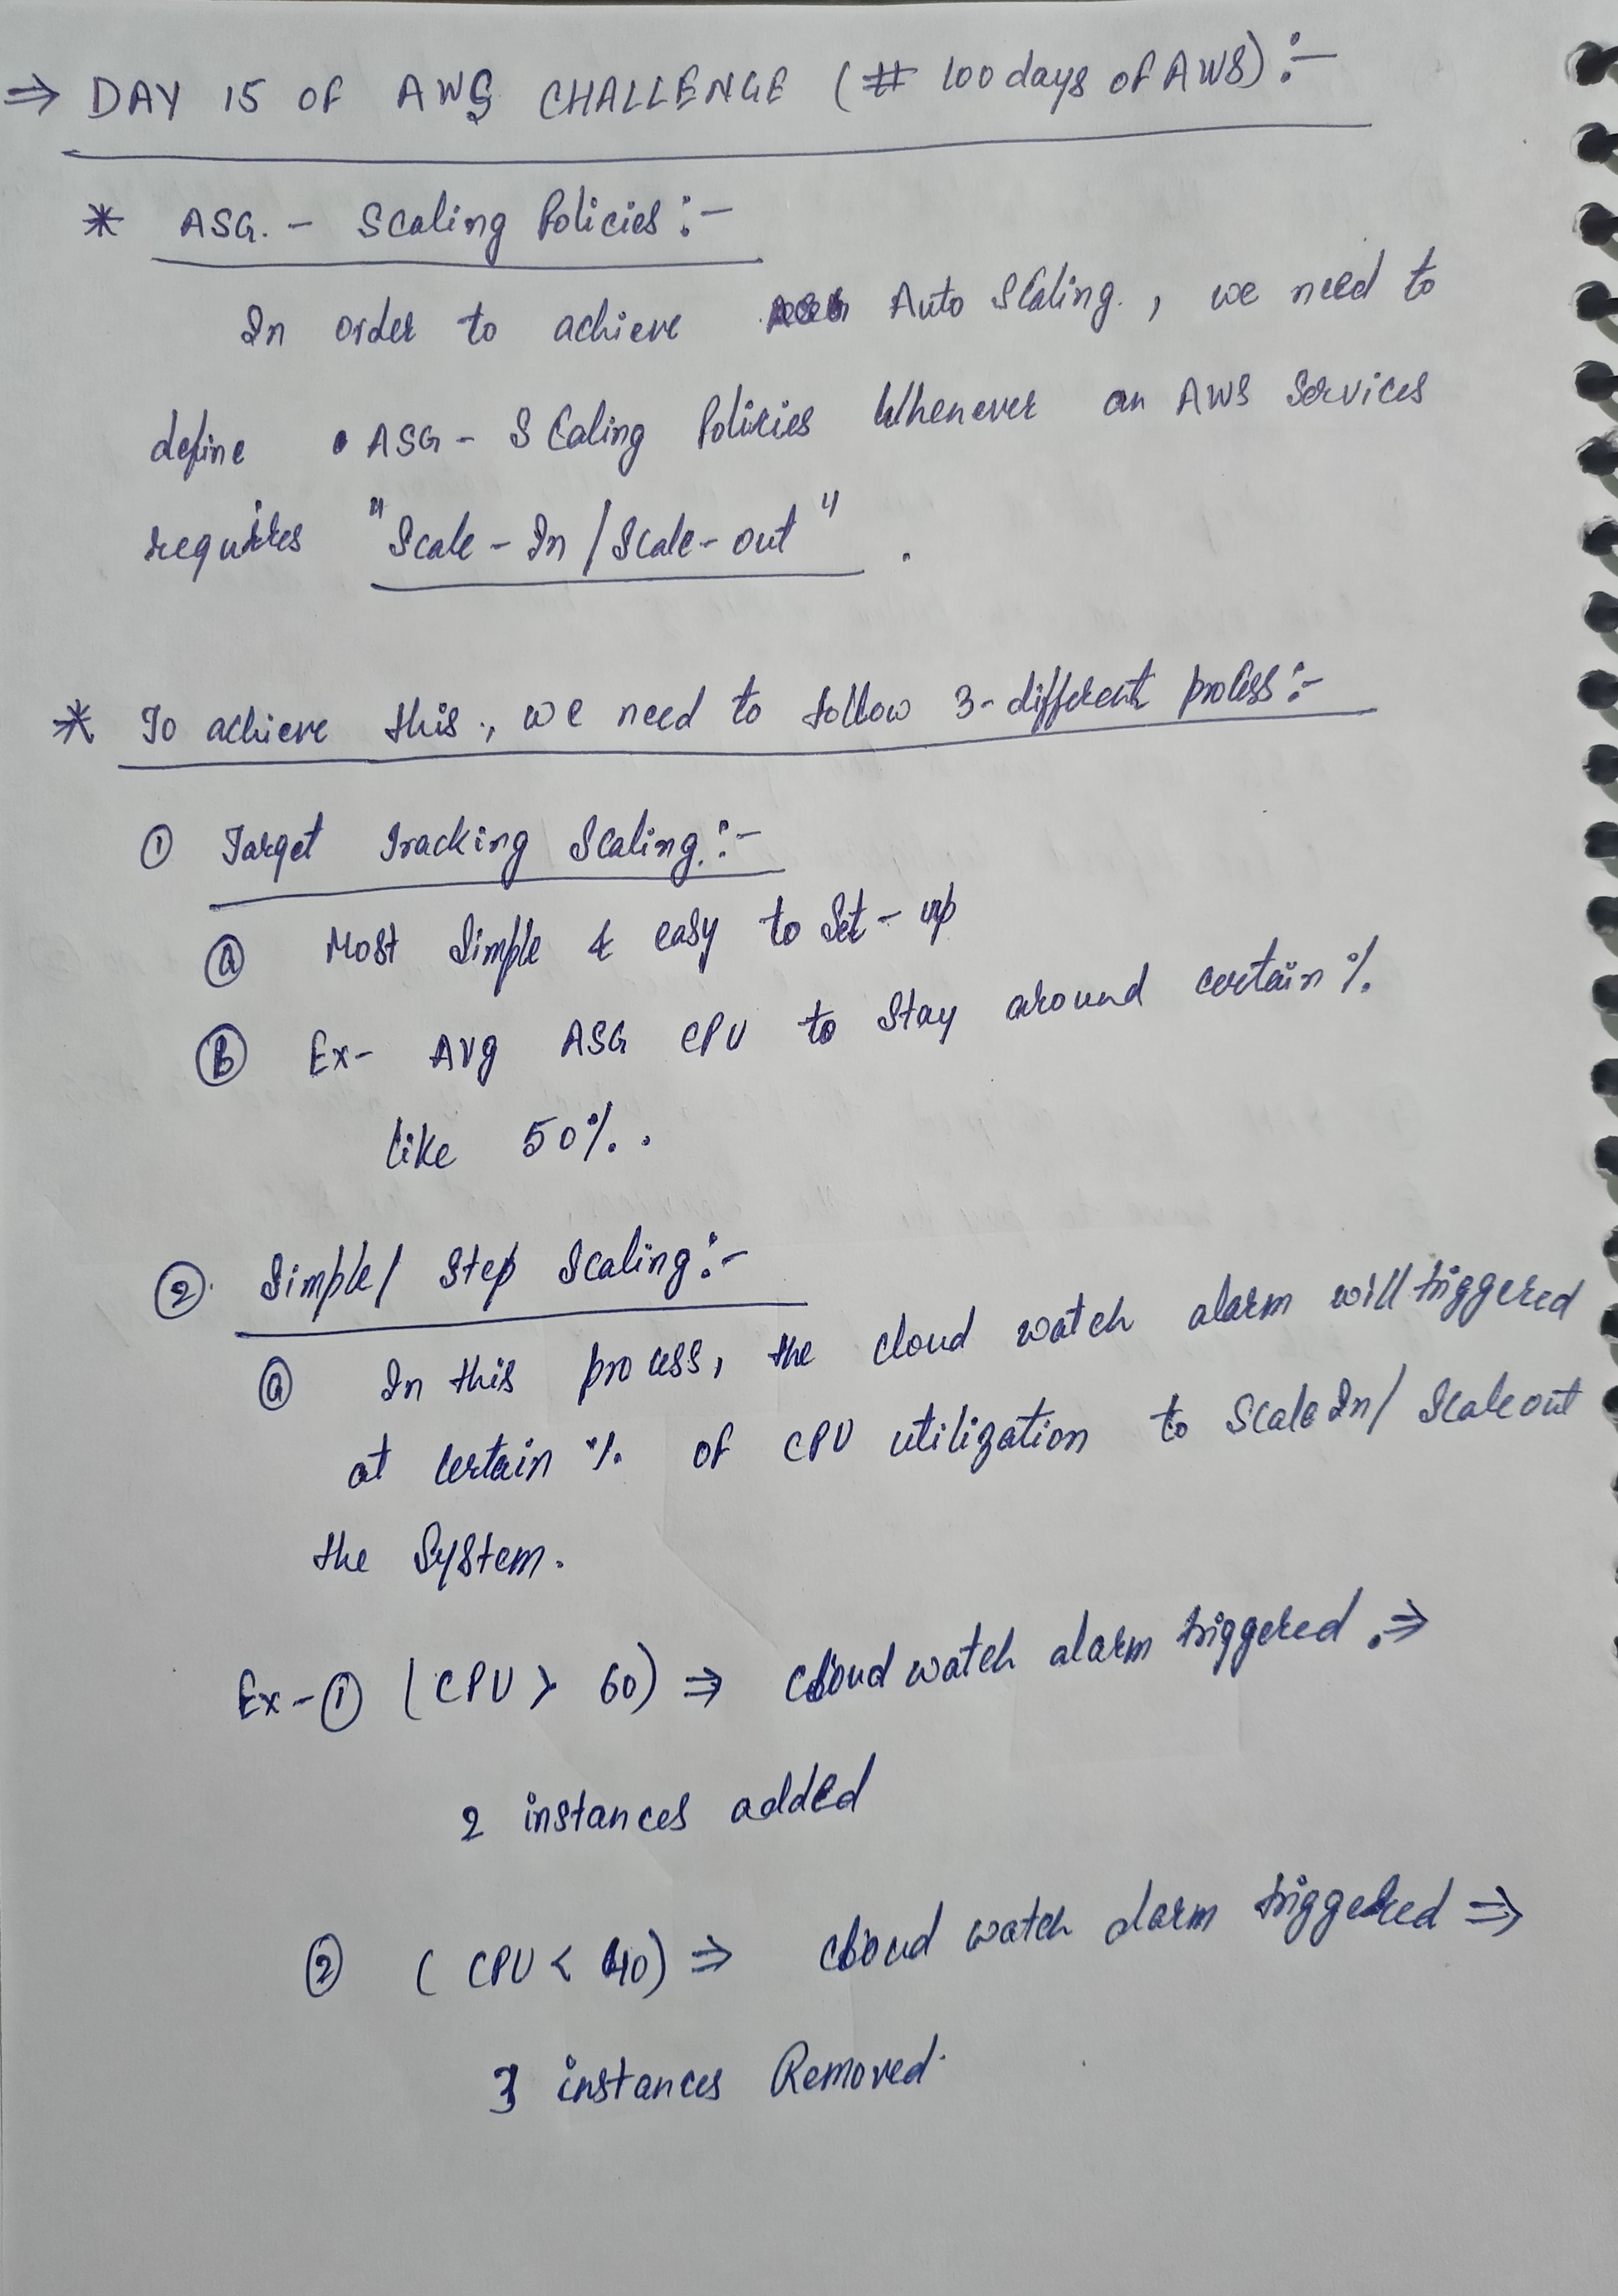 ⇒ DAY 15 OF AWS CHALLENGE (# 100 days of AWS) :-
* ASG. - Scaling Policies :-
In order to achieve Auto Scaling., we need to
define • ASG - Scaling Policies Whenever an AWS Services
requires "Scale-In / Scale-out" .
* To achieve this., we need to follow 3-different process :-
① Target Tracking Scaling. :-
ⓐ Most Simple & easy to Set-up
Ⓑ Ex- Avg ASG CPU to Stay around certain %.
like 50%. .
②. Simple / Step Scaling :-
ⓐ In this process, the cloud watch alarm will triggered
at certain %. of CPU utilization to Scale In / Scale out
the System.
Ex-① (CPU > 60) ⇒ cloud watch alarm triggered. ⇒
2 instances added
② (CPU < 40) ⇒ cloud watch alarm triggered ⇒
3 instances Removed.